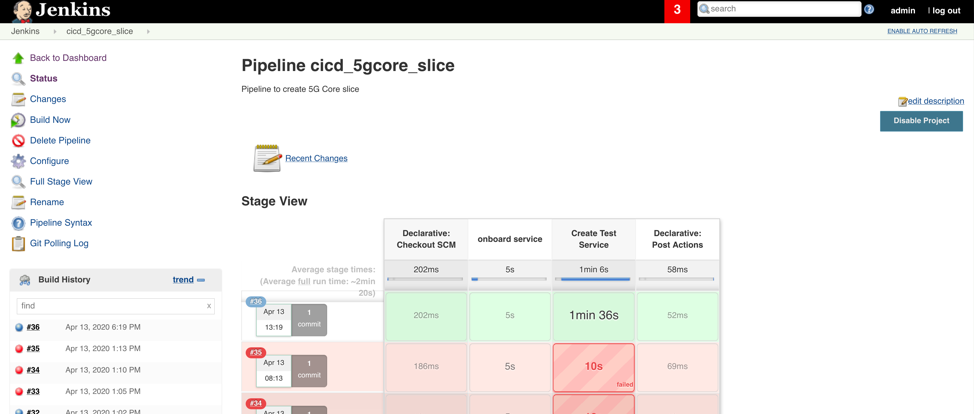 Jenkins
3
search
admin
| log out
Jenkins
cicd_5gcore_slice
ENABLE AUTO REFRESH
Back to Dashboard
Status
Changes
Build Now
Delete Pipeline
Configure
Full Stage View
Rename
Pipeline Syntax
Git Polling Log
Build History
trend
find
x
#36 Apr 13, 2020 6:19 PM
#35 Apr 13, 2020 1:13 PM
#34 Apr 13, 2020 1:10 PM
#33 Apr 13, 2020 1:05 PM
#32 Apr 13, 2020 1:02 PM
Pipeline cicd_5gcore_slice
Pipeline to create 5G Core slice
edit description
Disable Project
Recent Changes
Stage View
Declarative:
Checkout SCM
onboard service
Create Test
Service
Declarative:
Post Actions
Average stage times:
(Average full run time: ~2min
20s)
202ms
5s
1min 6s
58ms
#36
Apr 13
13:19
1
commit
202ms
5s
1min 36s
52ms
#35
Apr 13
08:13
1
commit
186ms
5s
10s
failed
69ms
#34
Apr 13
1